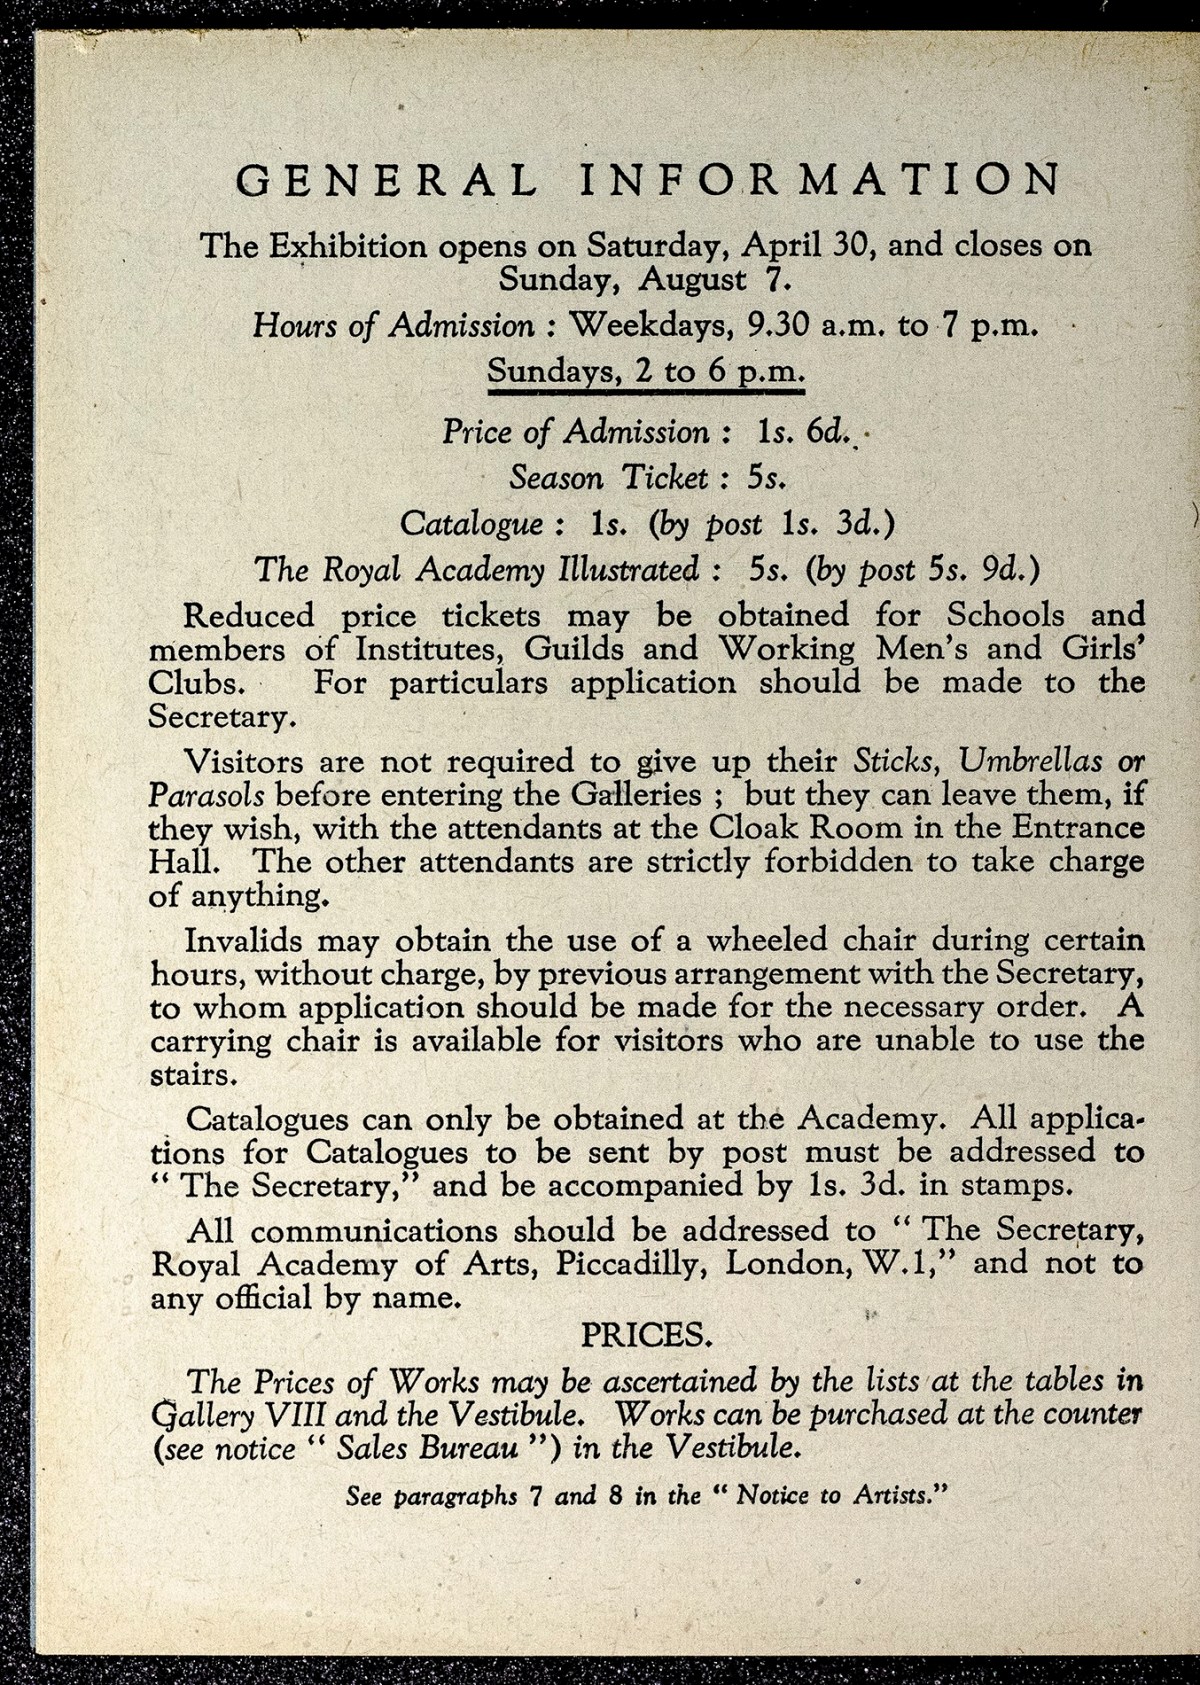 GENERAL INFORMATION
The Exhibition opens on Saturday, April 30, and closes on
Sunday, August 7.
Hours of Admission : Weekdays, 9.30 a.m. to 7 p.m.
Sundays, 2 to 6 p.m.
Price of Admission : 1s. 6d.
Season Ticket : 5s.
Catalogue : 1s. (by post 1s. 3d.)
The Royal Academy Illustrated : 5s. (by post 5s. 9d.)
Reduced price tickets may be obtained for Schools and
members of Institutes, Guilds and Working Men's and Girls'
Clubs. For particulars application should be made to the
Secretary.
Visitors are not required to give up their Sticks, Umbrellas or
Parasols before entering the Galleries ; but they can leave them, if
they wish, with the attendants at the Cloak Room in the Entrance
Hall. The other attendants are strictly forbidden to take charge
of anything.
Invalids may obtain the use of a wheeled chair during certain
hours, without charge, by previous arrangement with the Secretary,
to whom application should be made for the necessary order. A
carrying chair is available for visitors who are unable to use the
stairs.
Catalogues can only be obtained at the Academy. All applica-
tions for Catalogues to be sent by post must be addressed to
“ The Secretary,” and be accompanied by 1s. 3d. in stamps.
All communications should be addressed to “ The Secretary,
Royal Academy of Arts, Piccadilly, London, W.1,” and not to
any official by name.
PRICES.
The Prices of Works may be ascertained by the lists at the tables in
Gallery VIII and the Vestibule. Works can be purchased at the counter
(see notice “ Sales Bureau ”) in the Vestibule.
See paragraphs 7 and 8 in the “ Notice to Artists.”